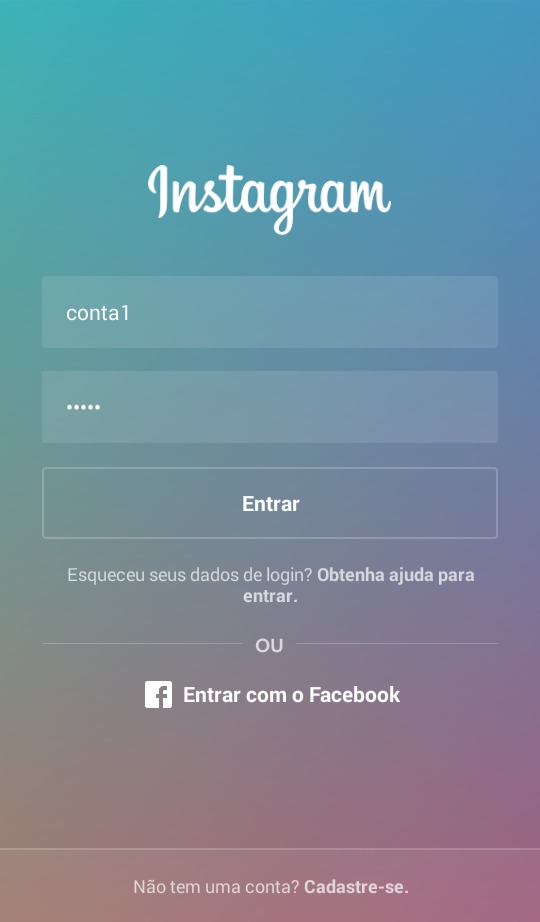 Instagram
conta1
•••••
Entrar
Esqueceu seus dados de login? Obtenha ajuda para
entrar.
OU
Entrar com o Facebook
Não tem uma conta? Cadastre-se.